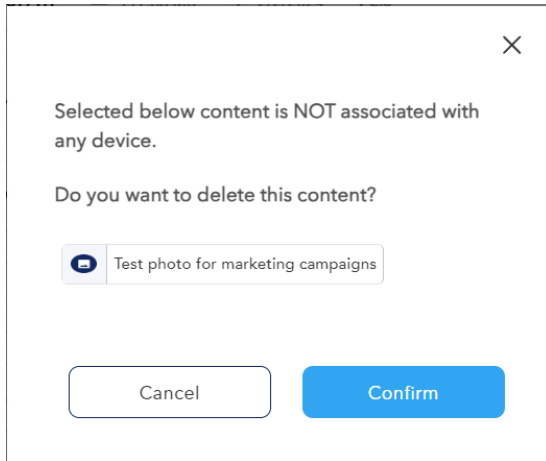 Selected below content is NOT associated with
any device.
Do you want to delete this content?
Test photo for marketing campaigns
Cancel
Confirm